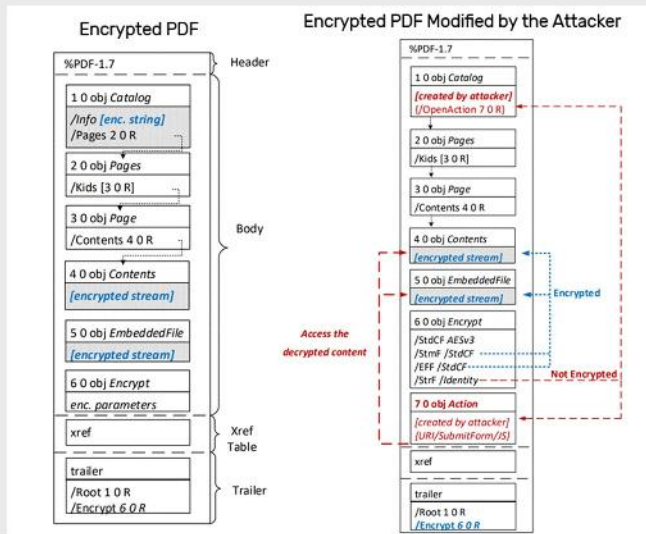 Encrypted PDF
%PDF-1.7
Header
1 0 obj Catalog
/Info [enc. string]
/Pages 2 0 R
2 0 obj Pages
/Kids [3 0 R]
3 0 obj Page
/Contents 4 0 R
4 0 obj Contents
[encrypted stream]
5 0 obj EmbeddedFile
[encrypted stream]
6 0 obj Encrypt
enc. parameters
Body
xref
Xref
Table
trailer
/Root 1 0 R
/Encrypt 6 0 R
Trailer
Encrypted PDF Modified by the Attacker
%PDF-1.7
1 0 obj Catalog
[created by attacker]
(/OpenAction 7 0 R)
2 0 obj Pages
/Kids [3 0 R]
3 0 obj Page
/Contents 4 0 R
4 0 obj Contents
[encrypted stream]
5 0 obj EmbeddedFile
[encrypted stream]
Encrypted
6 0 obj Encrypt
/StdCF AESv3
/StmF /StdCF
/EFF /StdCF
/StrF /Identity
Access the
decrypted content
Not Encrypted
7 0 obj Action
[created by attacker]
(URI/SubmitForm/JS)
xref
trailer
/Root 1 0 R
/Encrypt 6 0 R